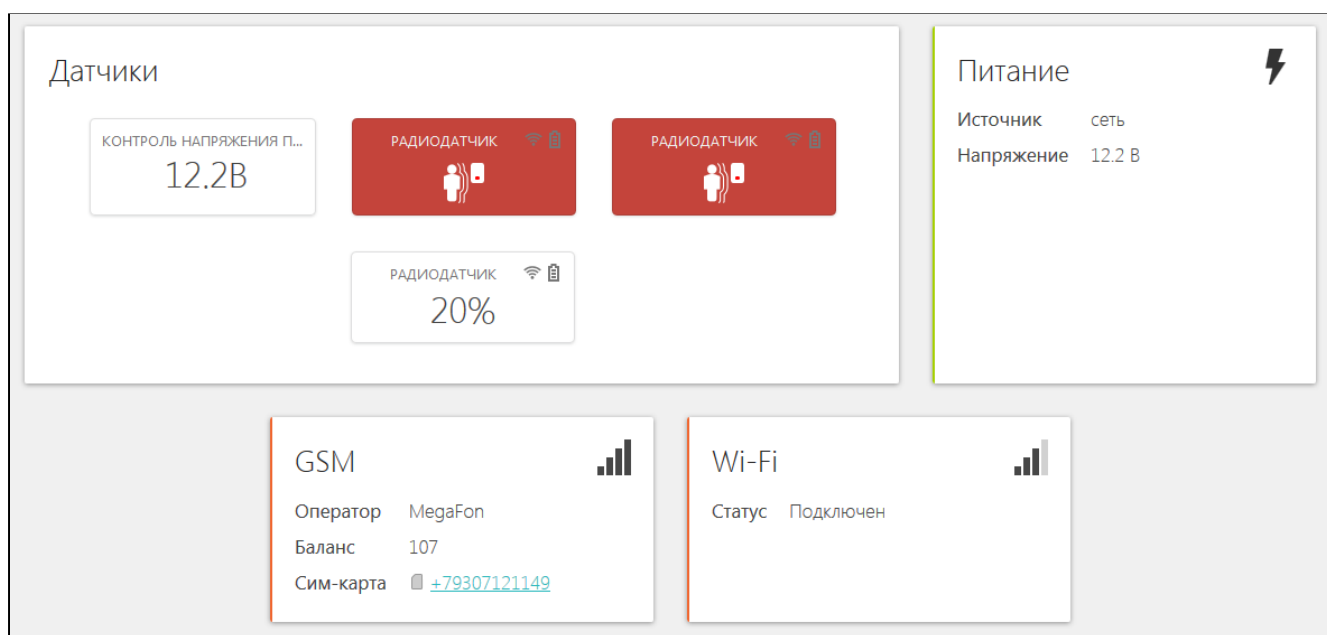 Датчики
КОНТРОЛЬ НАПРЯЖЕНИЯ П...
12.2В
РАДИОДАТЧИК
РАДИОДАТЧИК
РАДИОДАТЧИК
20%
Питание
Источник сеть
Напряжение 12.2 В
GSM
Оператор MegaFon
Баланс 107
Сим-карта +79307121149
Wi-Fi
Статус Подключен